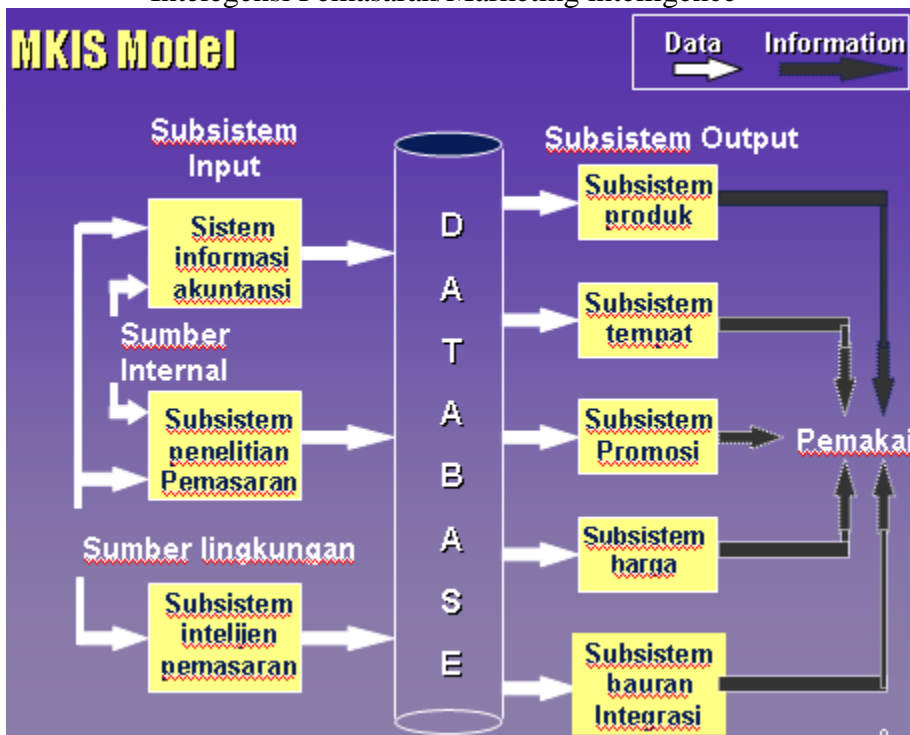 Intelegensi Pemasaran/Marketing intelligence
MKIS Model
Data Information
Subsistem
Input
Sistem
informasi
akuntansi
Sumber
Internal
Subsistem
penelitian
Pemasaran
Sumber lingkungan
Subsistem
intelijen
pemasaran
D
A
T
A
B
A
S
E
Subsistem Output
Subsistem
produk
Subsistem
tempat
Subsistem
Promosi
Subsistem
harga
Subsistem
bauran
Integrasi
Pemakai